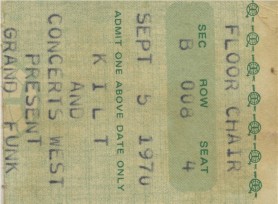 FLOOR CHAIR
SEC ROW SEAT
B 008 4
SEPT 5 1970
ADMIT ONE ABOVE DATE ONLY
K I L T
AND
CONCERTS WEST
PRESENT
GRAND FUNK